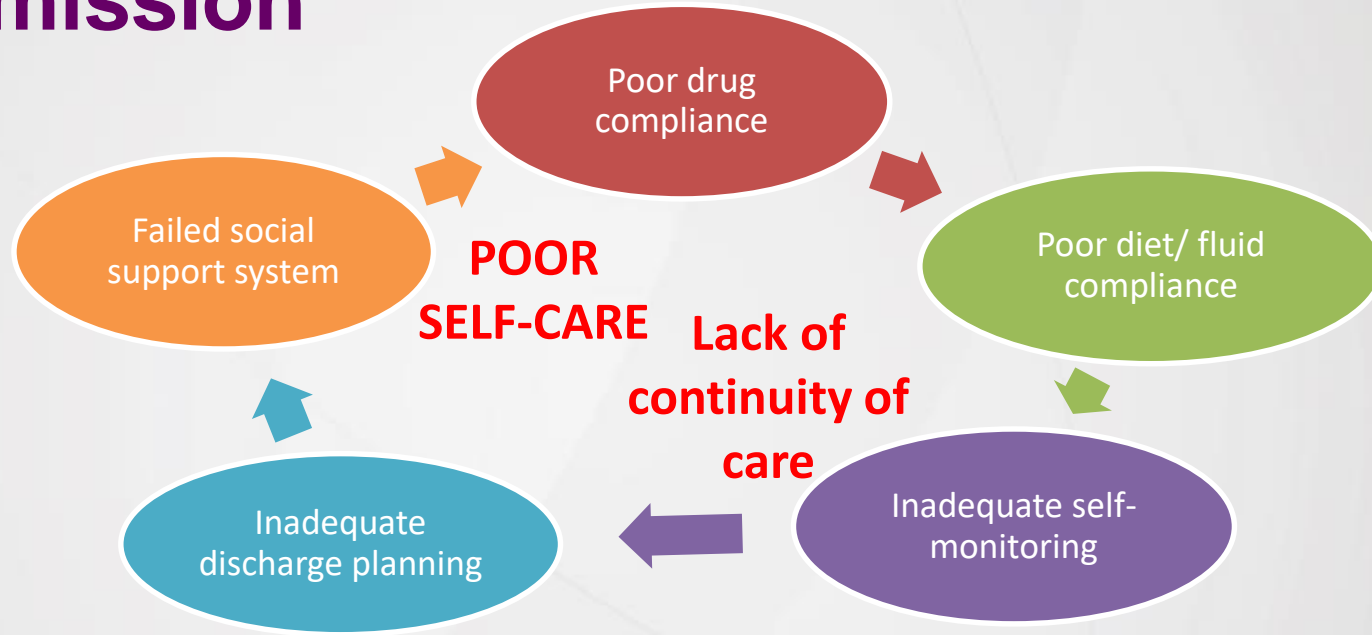 mission
Poor drug
compliance
Failed social
support system
POOR
SELF-CARE
Poor diet/ fluid
compliance
Lack of
continuity of
care
Inadequate self-
monitoring
Inadequate
discharge planning